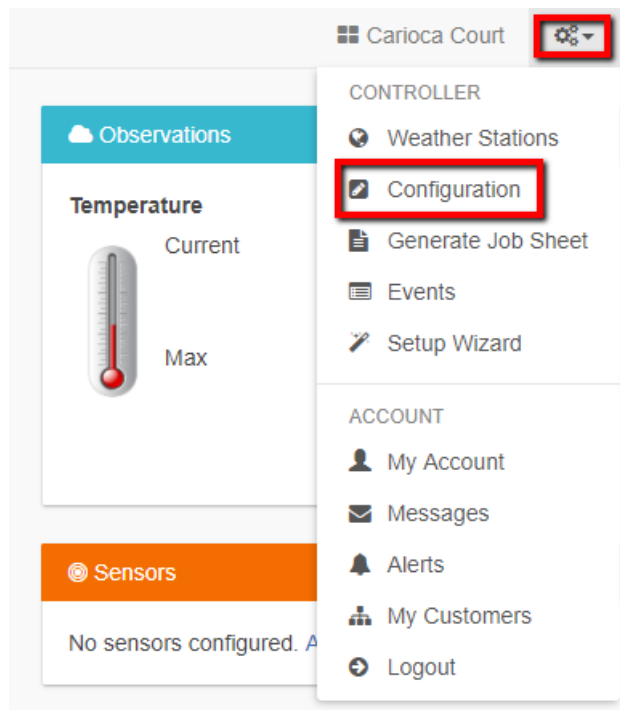 Carioca Court
CONTROLLER
Weather Stations
Configuration
Generate Job Sheet
Events
Setup Wizard
ACCOUNT
My Account
Messages
Alerts
My Customers
Logout
Observations
Temperature
Current
Max
Sensors
No sensors configured. A